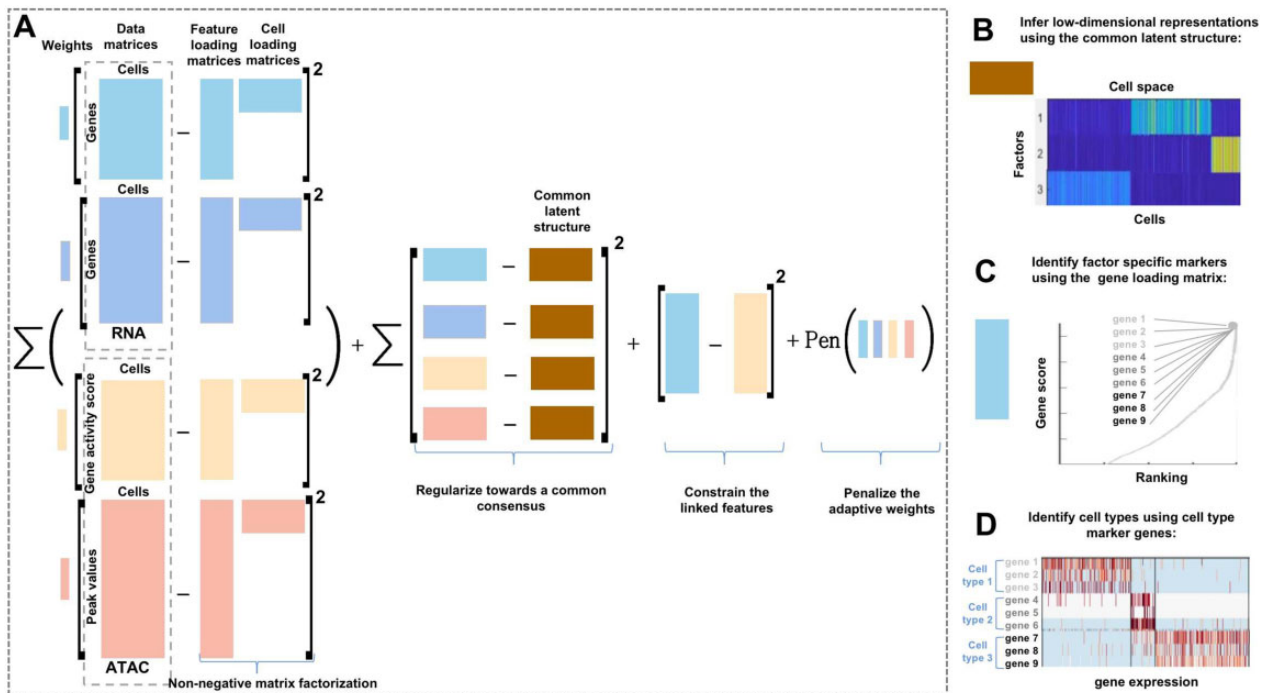 A
Weights
Data
matrices
Feature
loading
matrices
Cell
loading
matrices
Cells
Genes
2
Cells
Genes
2
RNA
∑
Cells
Gene activity score
2
Cells
Peak values
2
ATAC
Non-negative matrix factorization
+
∑
Common
latent
structure
2
Regularize towards a common
consensus
+
2
Constrain the
linked features
+ Pen
Penalize the
adaptive weights
B
Infer low-dimensional representations
using the common latent structure:
Cell space
Factors
1
2
3
Cells
C
Identify factor specific markers
using the gene loading matrix:
Gene score
gene 1
gene 2
gene 3
gene 4
gene 5
gene 6
gene 7
gene 8
gene 9
Ranking
D
Identify cell types using cell type
marker genes:
Cell
type 1
gene 1
gene 2
gene 3
Cell
type 2
gene 4
gene 5
gene 6
Cell
type 3
gene 7
gene 8
gene 9
gene expression